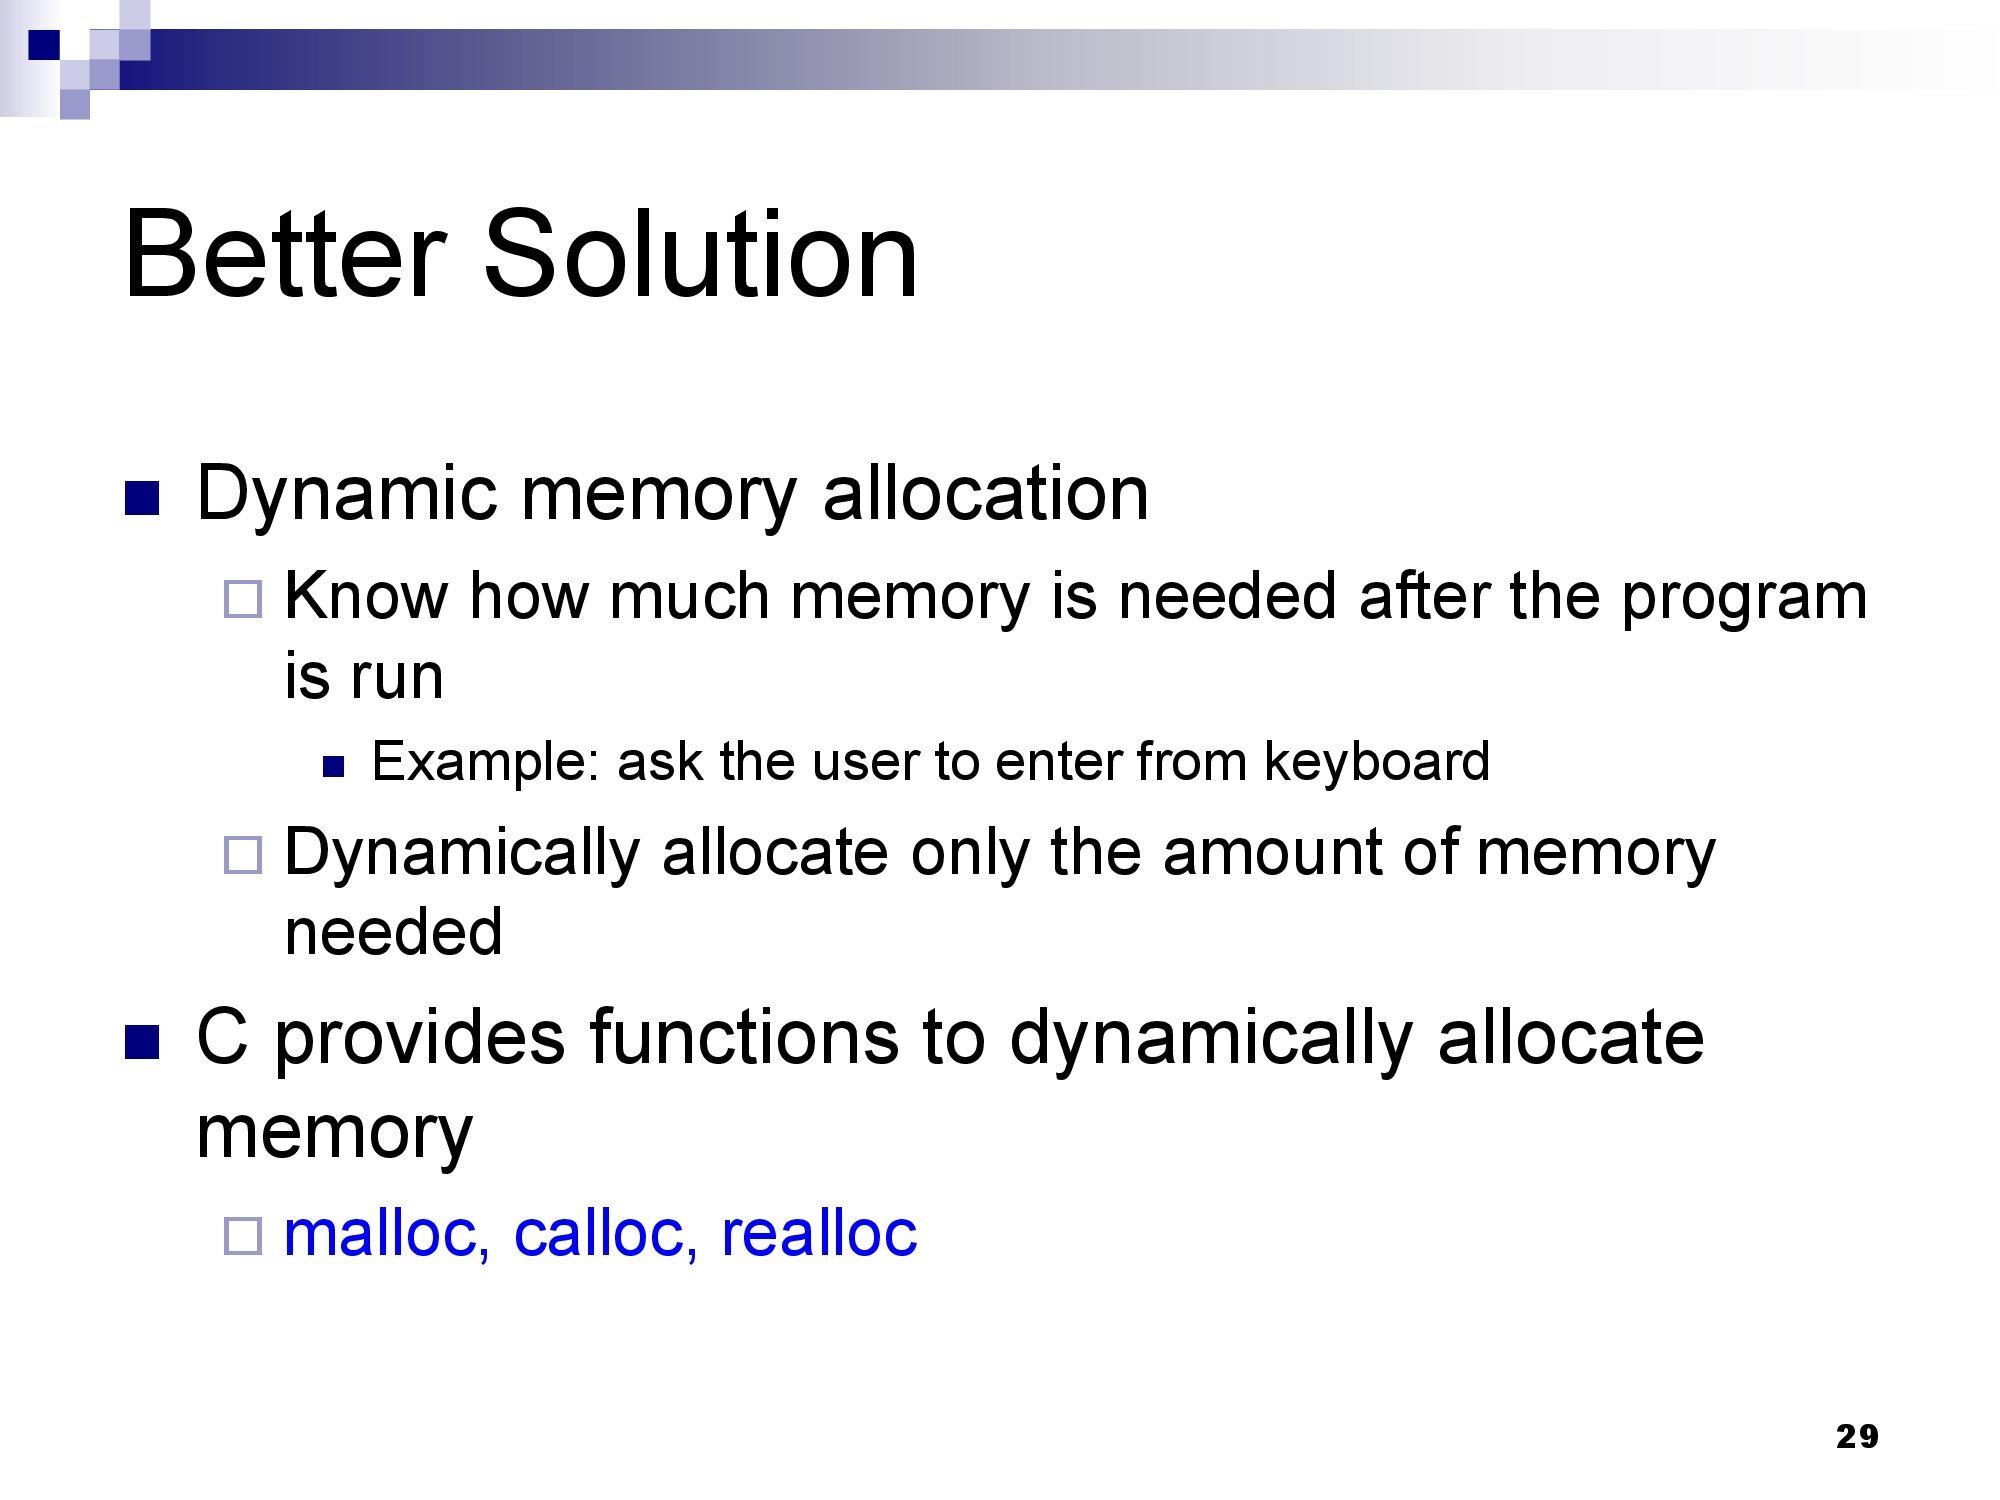 Better Solution
Dynamic memory allocation
Know how much memory is needed after the program
is run
Example: ask the user to enter from keyboard
Dynamically allocate only the amount of memory
needed
C provides functions to dynamically allocate
memory
malloc, calloc, realloc
29